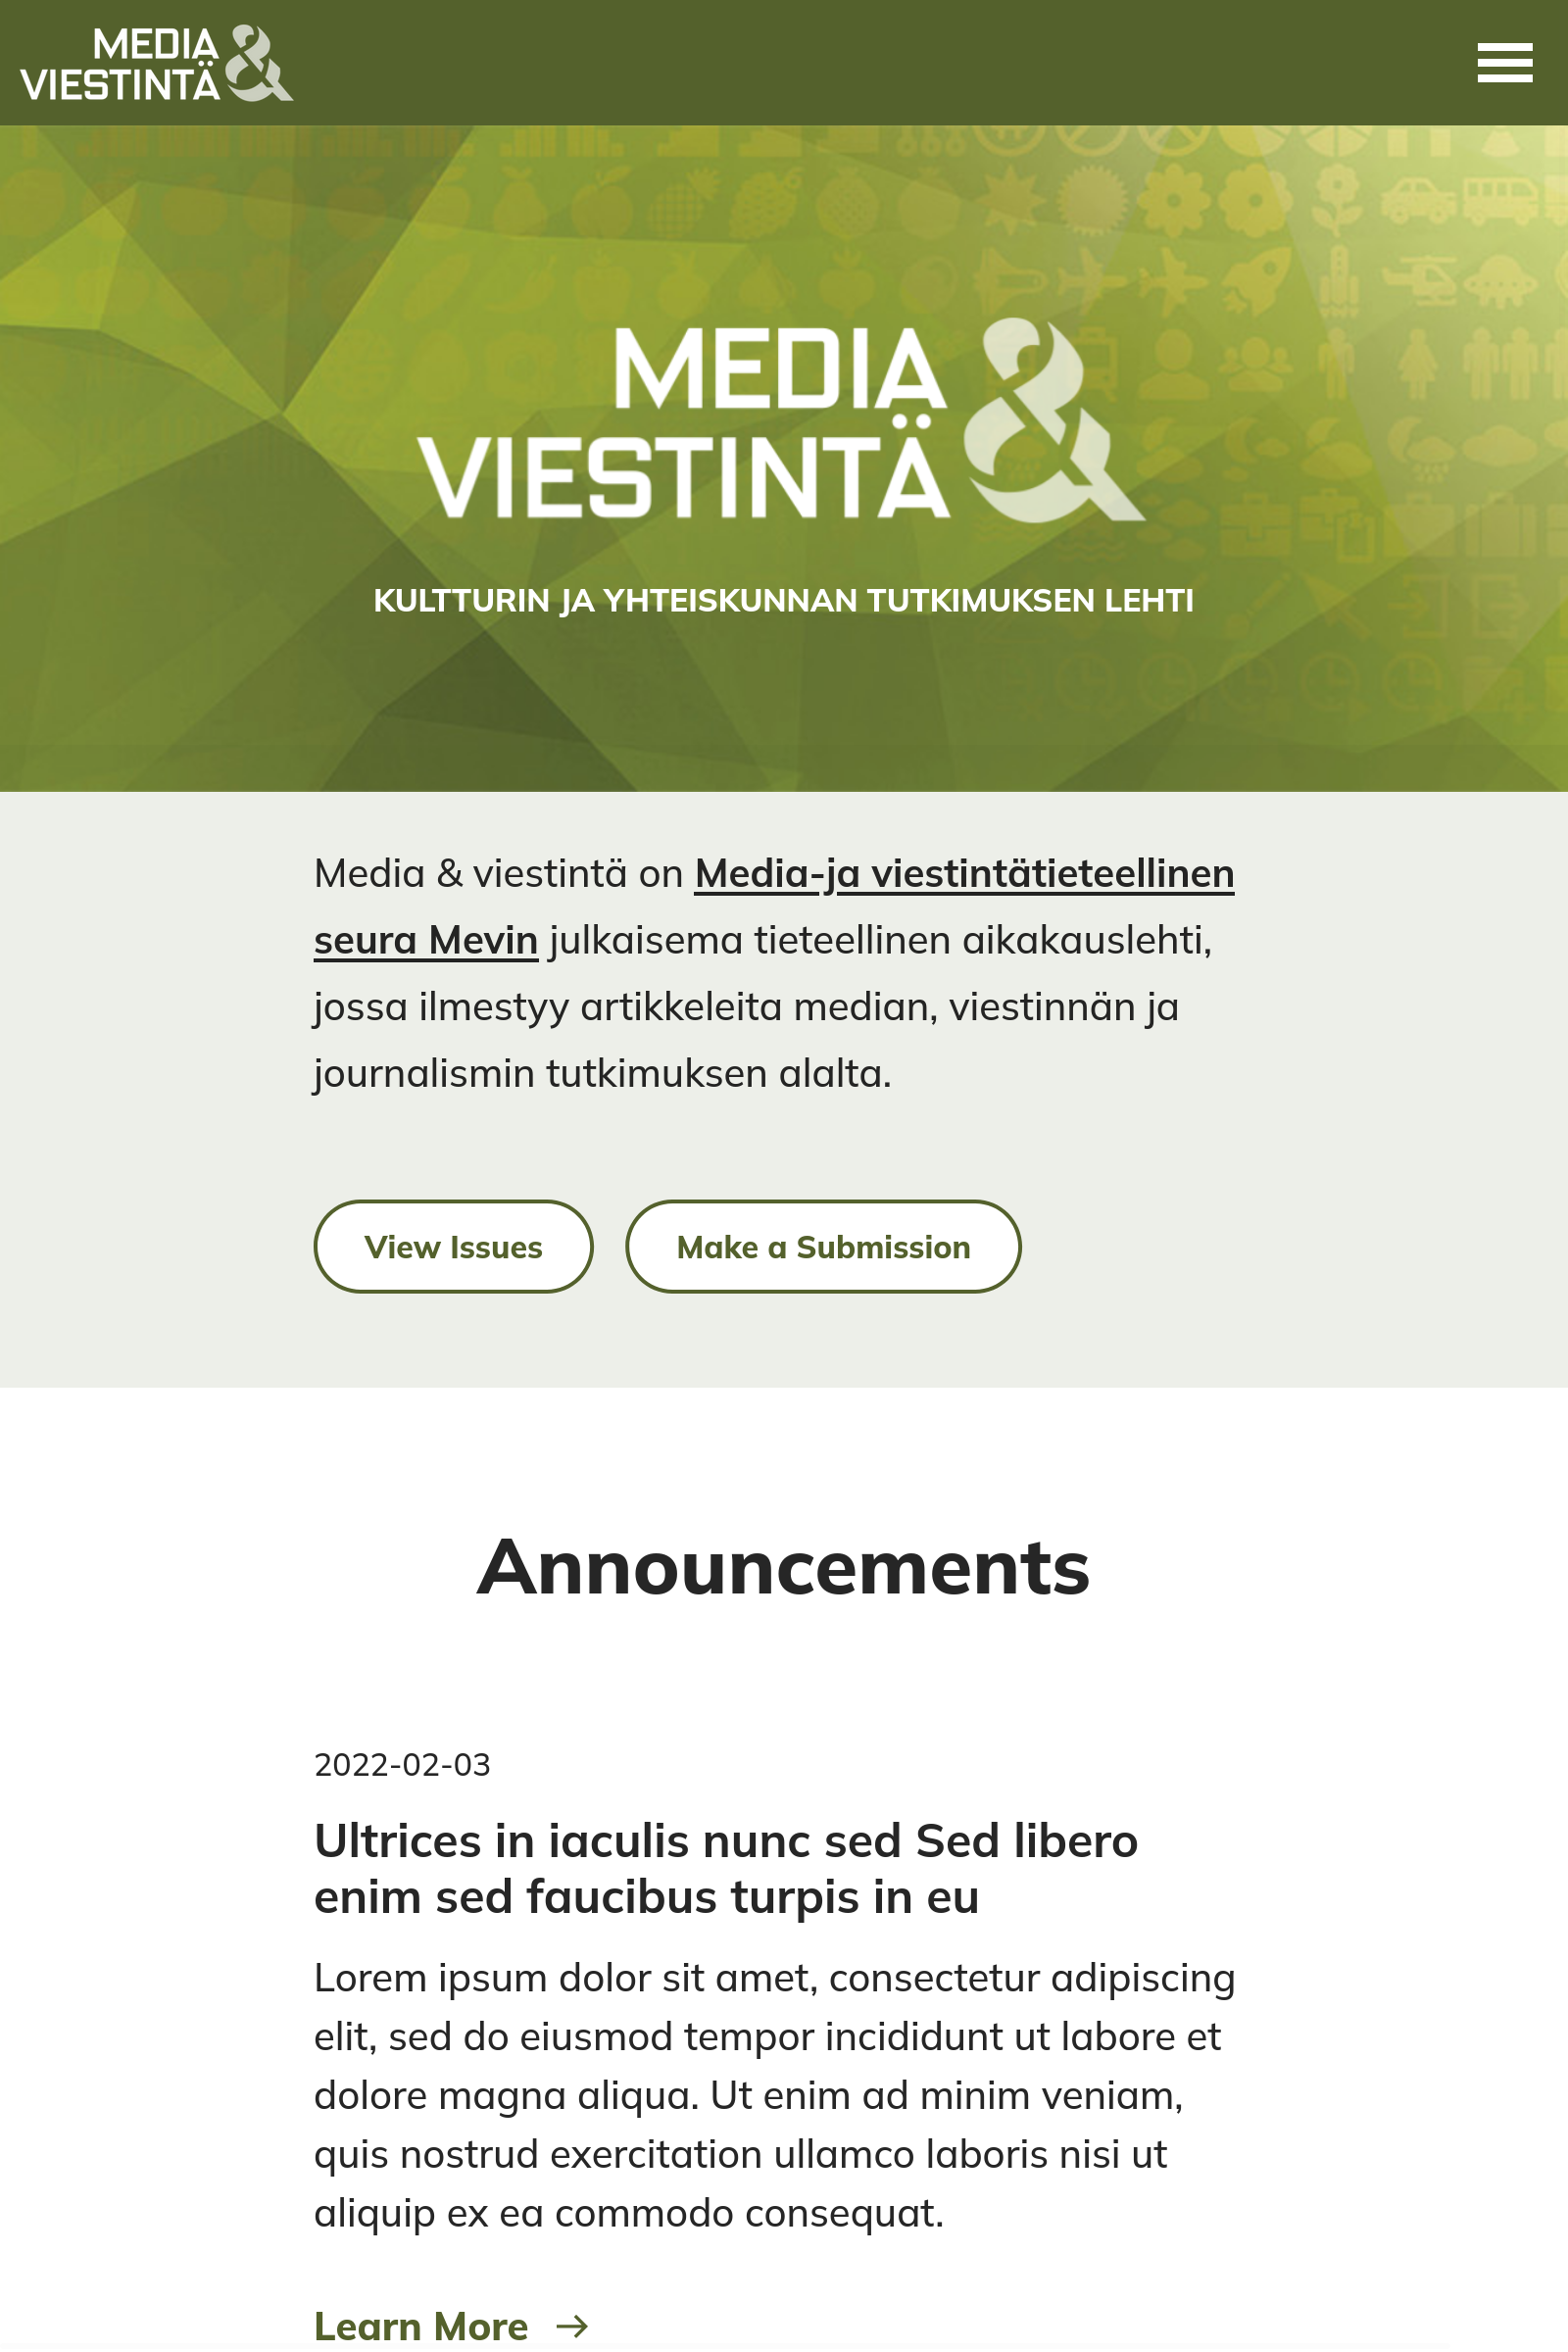 MEDIA &
VIESTINTÄ
MEDIA &
VIESTINTÄ
KULTTURIN JA YHTEISKUNNAN TUTKIMUKSEN LEHTI
Media & viestintä on Media-ja viestintätieteellinen
seura Mevin julkaisema tieteellinen aikakauslehti,
jossa ilmestyy artikkeleita median, viestinnän ja
journalismin tutkimuksen alalta.
View Issues
Make a Submission
Announcements
2022-02-03
Ultrices in iaculis nunc sed Sed libero
enim sed faucibus turpis in eu
Lorem ipsum dolor sit amet, consectetur adipiscing
elit, sed do eiusmod tempor incididunt ut labore et
dolore magna aliqua. Ut enim ad minim veniam,
quis nostrud exercitation ullamco laboris nisi ut
aliquip ex ea commodo consequat.
Learn More →